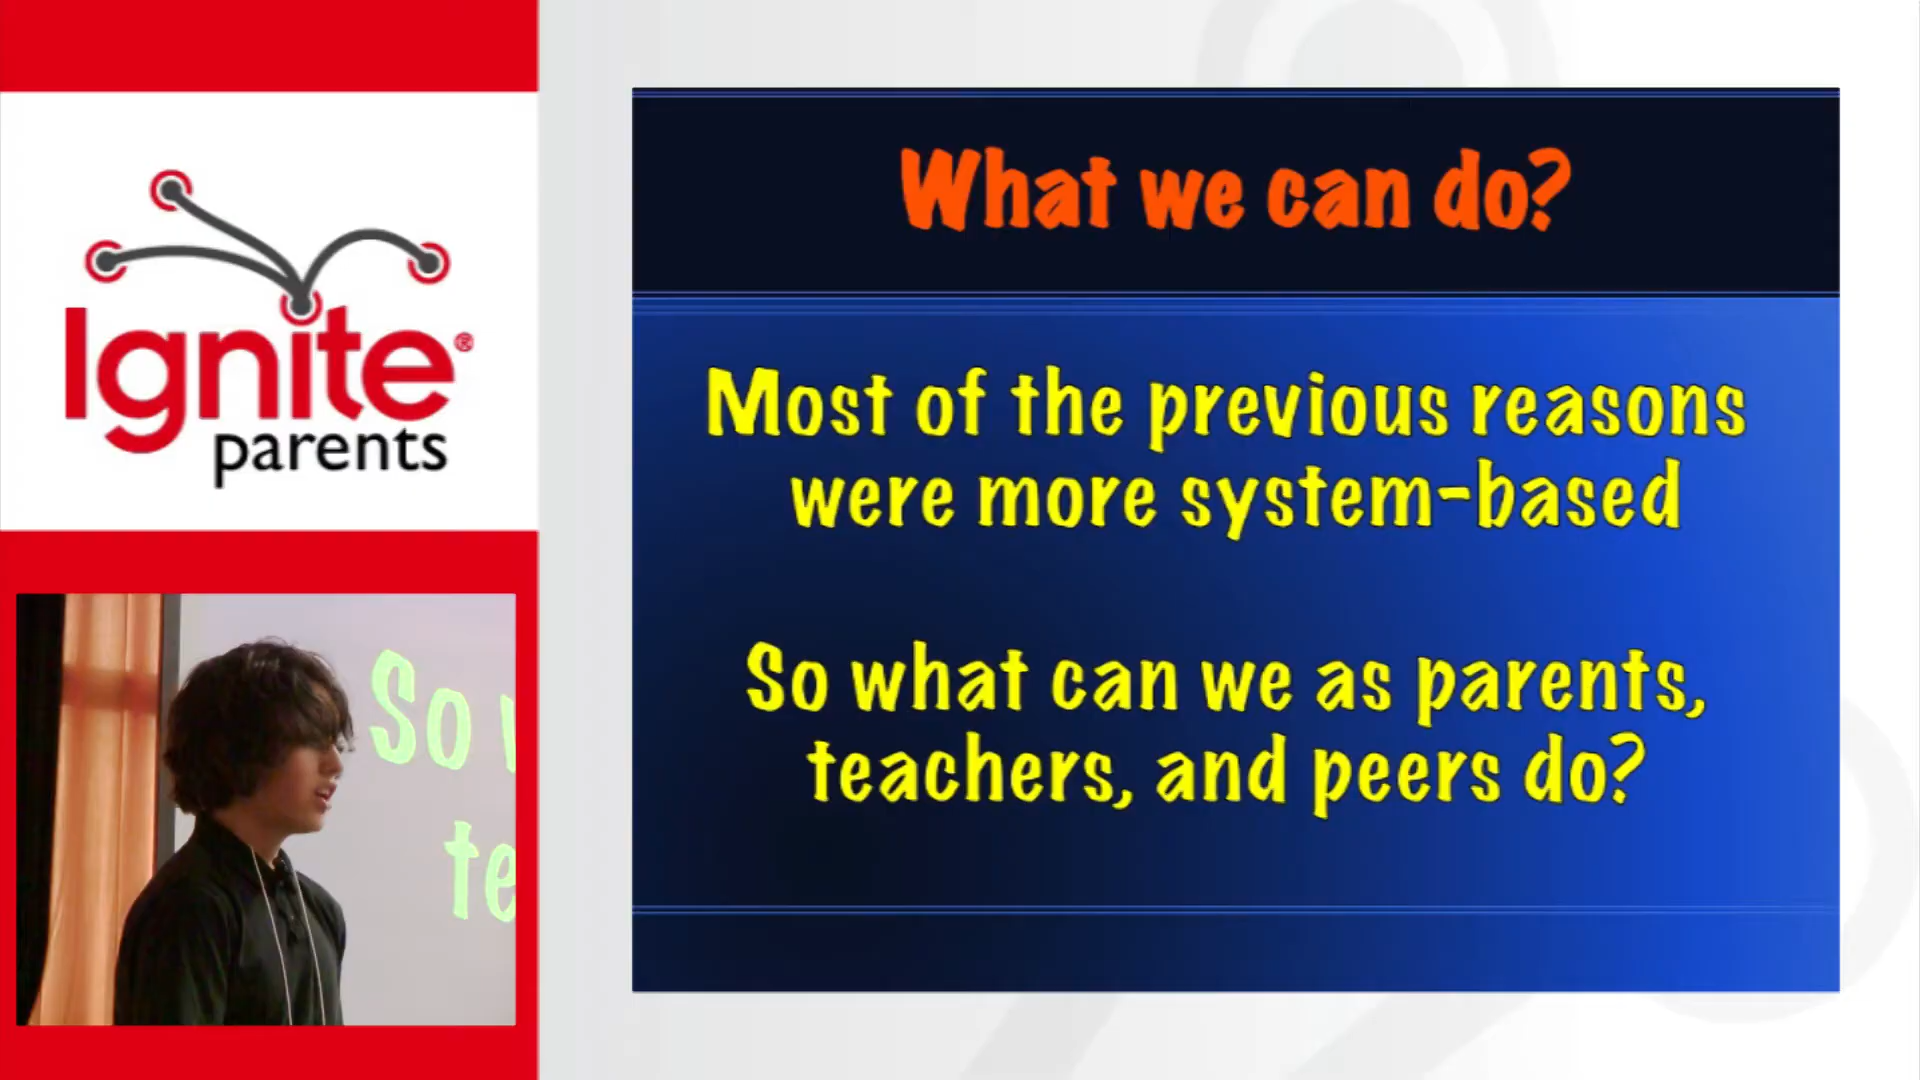 Ignite®
parents
What we can do?
Most of the previous reasons
were more system-based
So what can we as parents,
teachers, and peers do?
So
te